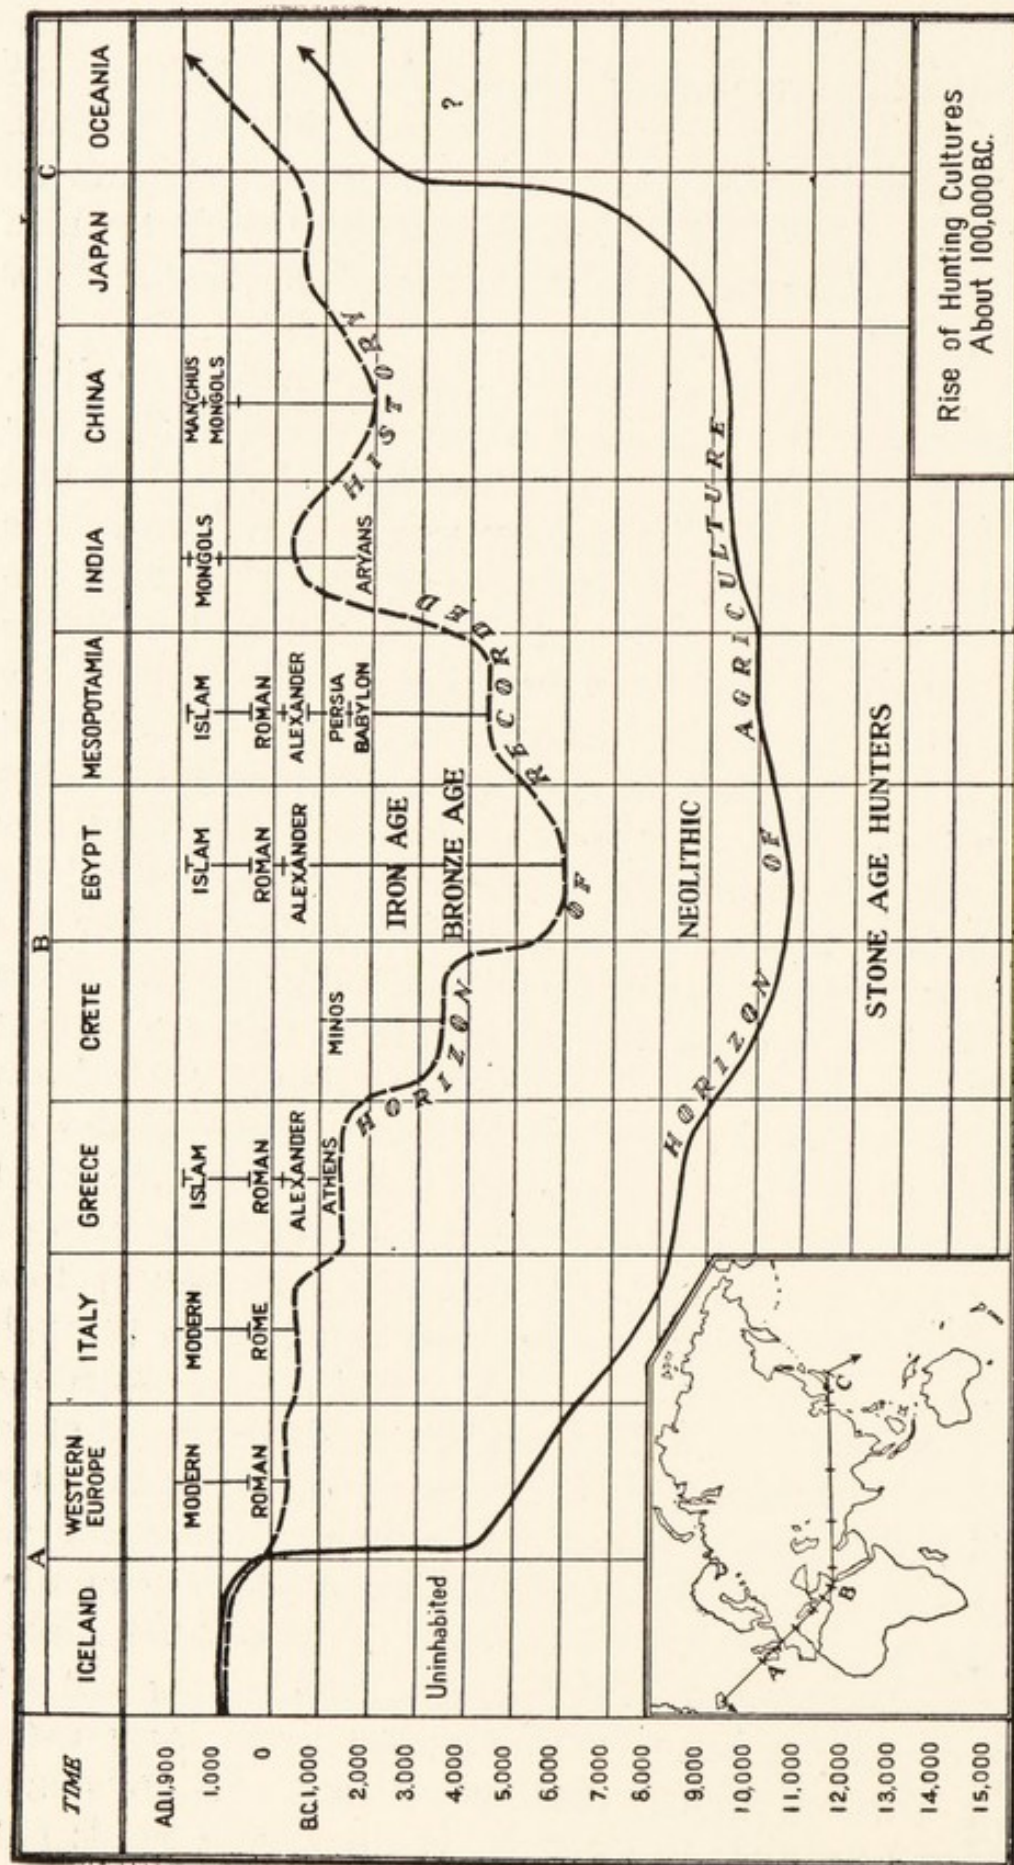 A
B
C
TIME
ICELAND
WESTERN
EUROPE
ITALY
GREECE
CRETE
EGYPT
MESOPOTAMIA
INDIA
CHINA
JAPAN
OCEANIA
A.D.1,900
1,000
0
B.C.1,000
2,000
3,000
4,000
5,000
6,000
7,000
8,000
9,000
10,000
11,000
12,000
13,000
14,000
15,000
Uninhabited
MODERN
ROMAN
MODERN
ROME
ISLAM
ROMAN
ALEXANDER
ATHENS
MINOS
ISLAM
ROMAN
ALEXANDER
ISLAM
ROMAN
ALEXANDER
PERSIA
BABYLON
MONGOLS
ARYANS
MANCHUS
MONGOLS
?
HORIZON OF RECORDED HISTORY
IRON AGE
BRONZE AGE
NEOLITHIC
HORIZON OF AGRICULTURE
STONE AGE HUNTERS
A
B
C
Rise of Hunting Cultures
About 100,000 B.C.